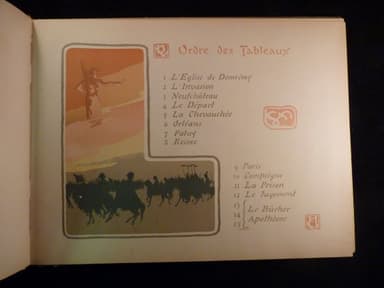 Ordre des Tableaux
1 L'Eglise de Domrémy
2 L'Invasion
3 Neufchâteau
4 Le Départ
5 La Chevauchée
6 Orléans
7 Patay
8 Reims
9 Paris
10 Compiègne
11 La Prison
12 Le Jugement
13 Le Bûcher
14 Apothéose
15